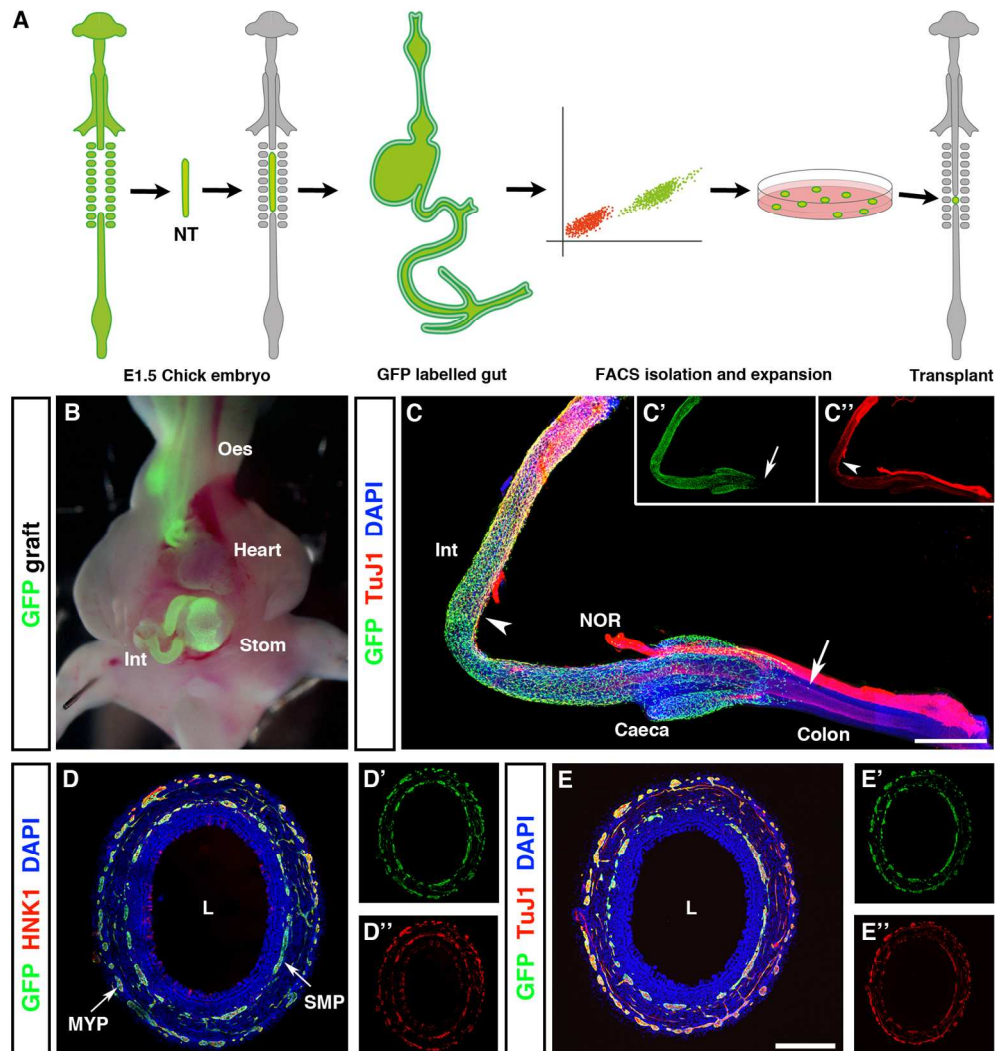 A
NT
E1.5 Chick embryo
GFP labelled gut
FACS isolation and expansion
Transplant
GFP graft
B
Oes
Heart
Int
Stom
GFP TuJ1 DAPI
C
C'
C''
Int
NOR
Caeca
Colon
GFP HNK1 DAPI
D
L
MYP
SMP
D'
D''
GFP TuJ1 DAPI
E
L
E'
E''